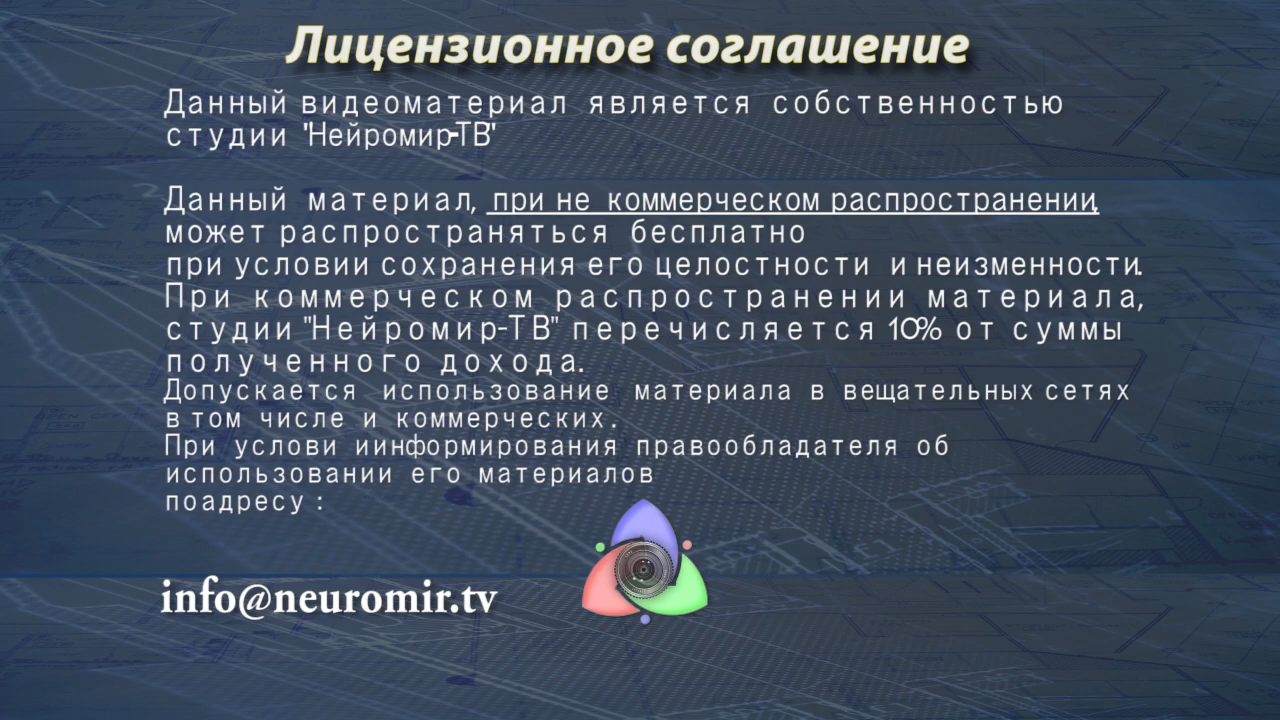 Лицензионное соглашение
Данный видеоматериал является собственностью
студии "Нейромир-ТВ"
Данный материал, при не коммерческом распространении,
может распространяться бесплатно
при условии сохранения его целостности и неизменности.
При коммерческом распространении материала,
студии "Нейромир-ТВ" перечисляется 10% от суммы
полученного дохода.
Допускается использование материала в вещательных сетях
в том числе и коммерческих.
При услови иинформирования правообладателя об
использовании его материалов
поадресу :
info@neuromir.tv